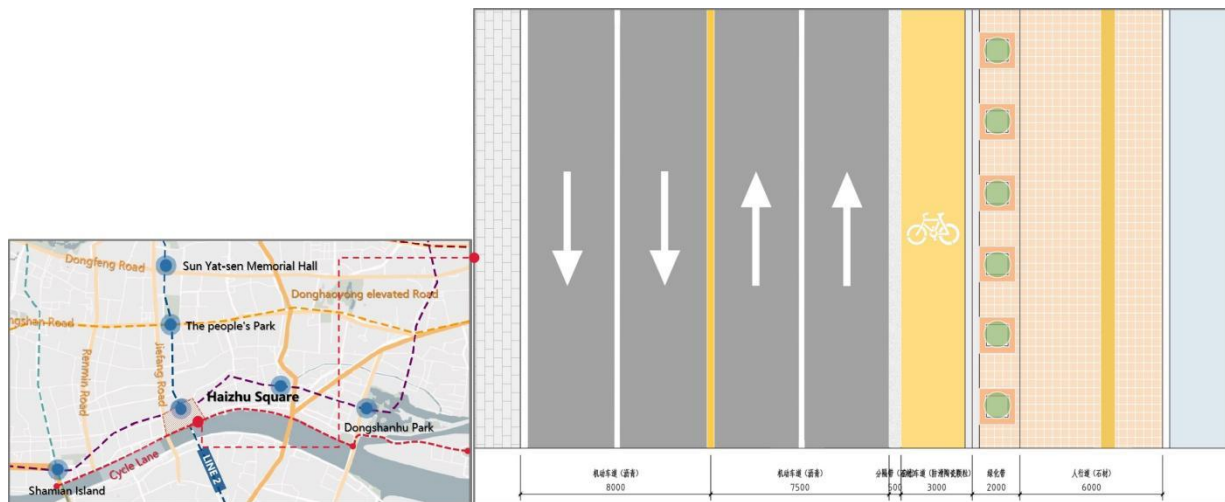 Dongfeng Road
Sun Yat-sen Memorial Hall
Donghaoyong elevated Road
ngshan Road
The people's Park
Renmin Road
Jiefang Road
Haizhu Square
Dongshanhu Park
Cycle Lane
LINE 2
Shamian Island
机动车道（沥青）
8000
机动车道（沥青）
7500
500
3000
绿化带
2000
人行道（石材）
6000